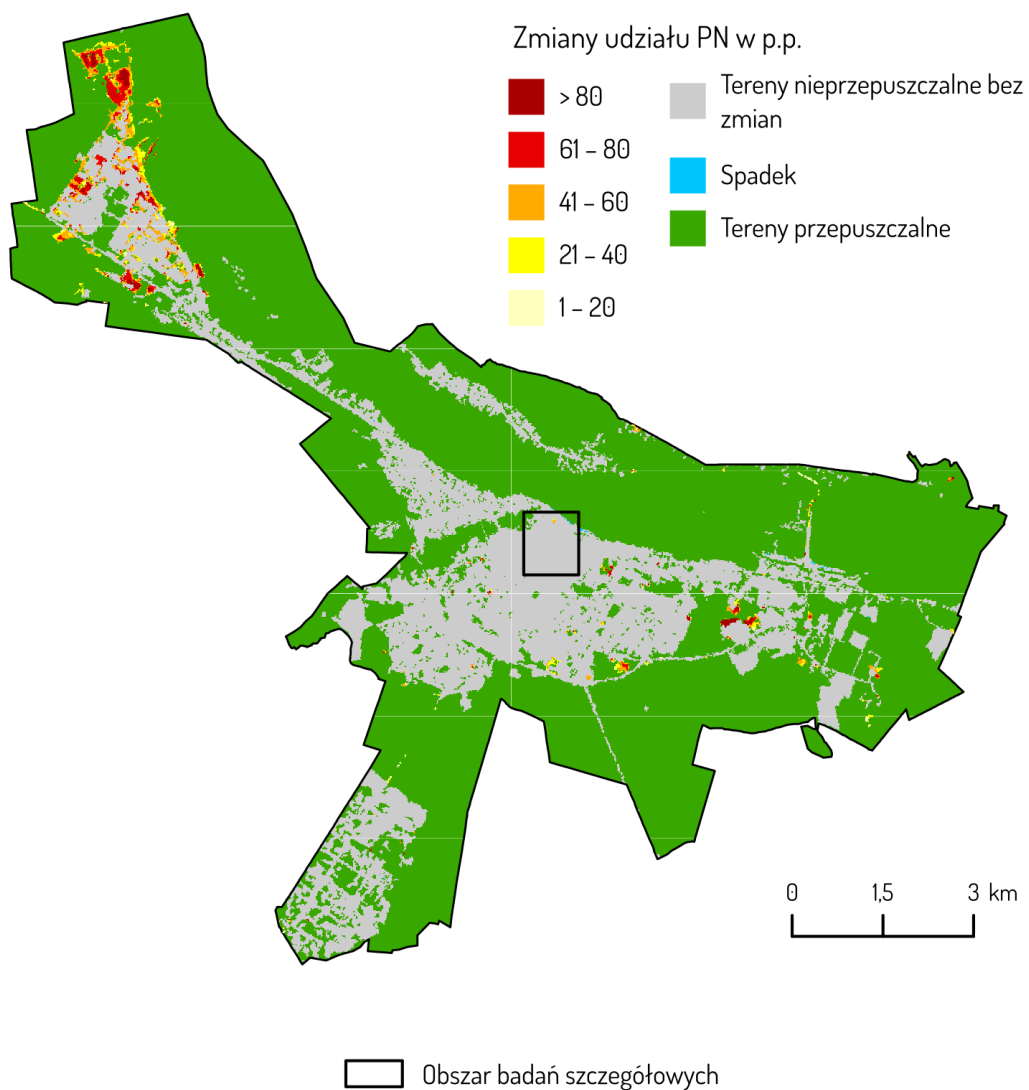 Zmiany udziału PN w p.p.
> 80
61 – 80
41 – 60
21 – 40
1 – 20
Tereny nieprzepuszczalne bez
zmian
Spadek
Tereny przepuszczalne
0 1,5 3 km
Obszar badań szczegółowych